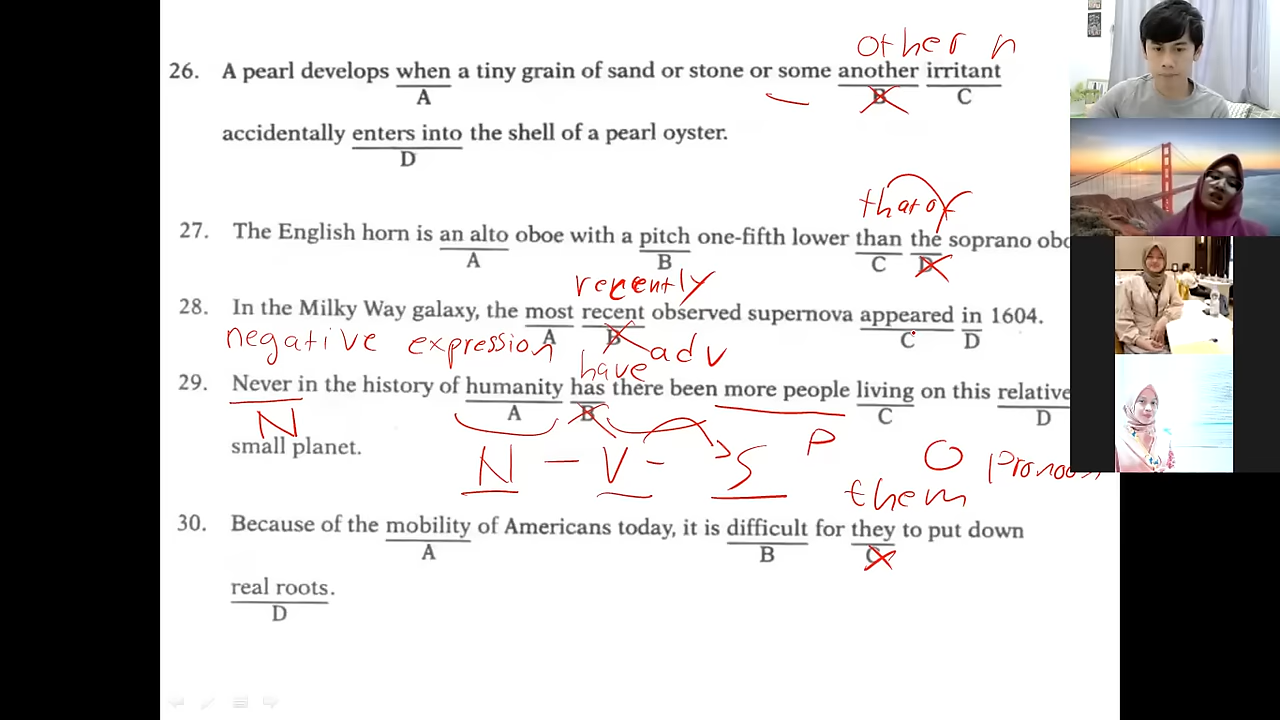 other n
26. A pearl develops when a tiny grain of sand or stone or some another irritant
A B C
accidentally enters into the shell of a pearl oyster.
D
that of
27. The English horn is an alto oboe with a pitch one-fifth lower than the soprano obo
A B C D
recently
28. In the Milky Way galaxy, the most recent observed supernova appeared in 1604.
A B C D
negative expression adv
have
29. Never in the history of humanity has there been more people living on this relative
A B C D
N
small planet.
N - V - S P O pronoun
them
30. Because of the mobility of Americans today, it is difficult for they to put down
A B C
real roots.
D